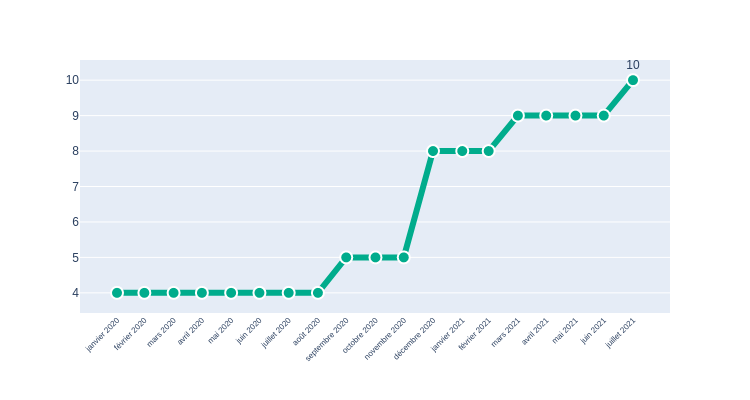 10
10
9
8
7
6
5
4
janvier 2020
février 2020
mars 2020
avril 2020
mai 2020
juin 2020
juillet 2020
août 2020
septembre 2020
octobre 2020
novembre 2020
décembre 2020
janvier 2021
février 2021
mars 2021
avril 2021
mai 2021
juin 2021
juillet 2021